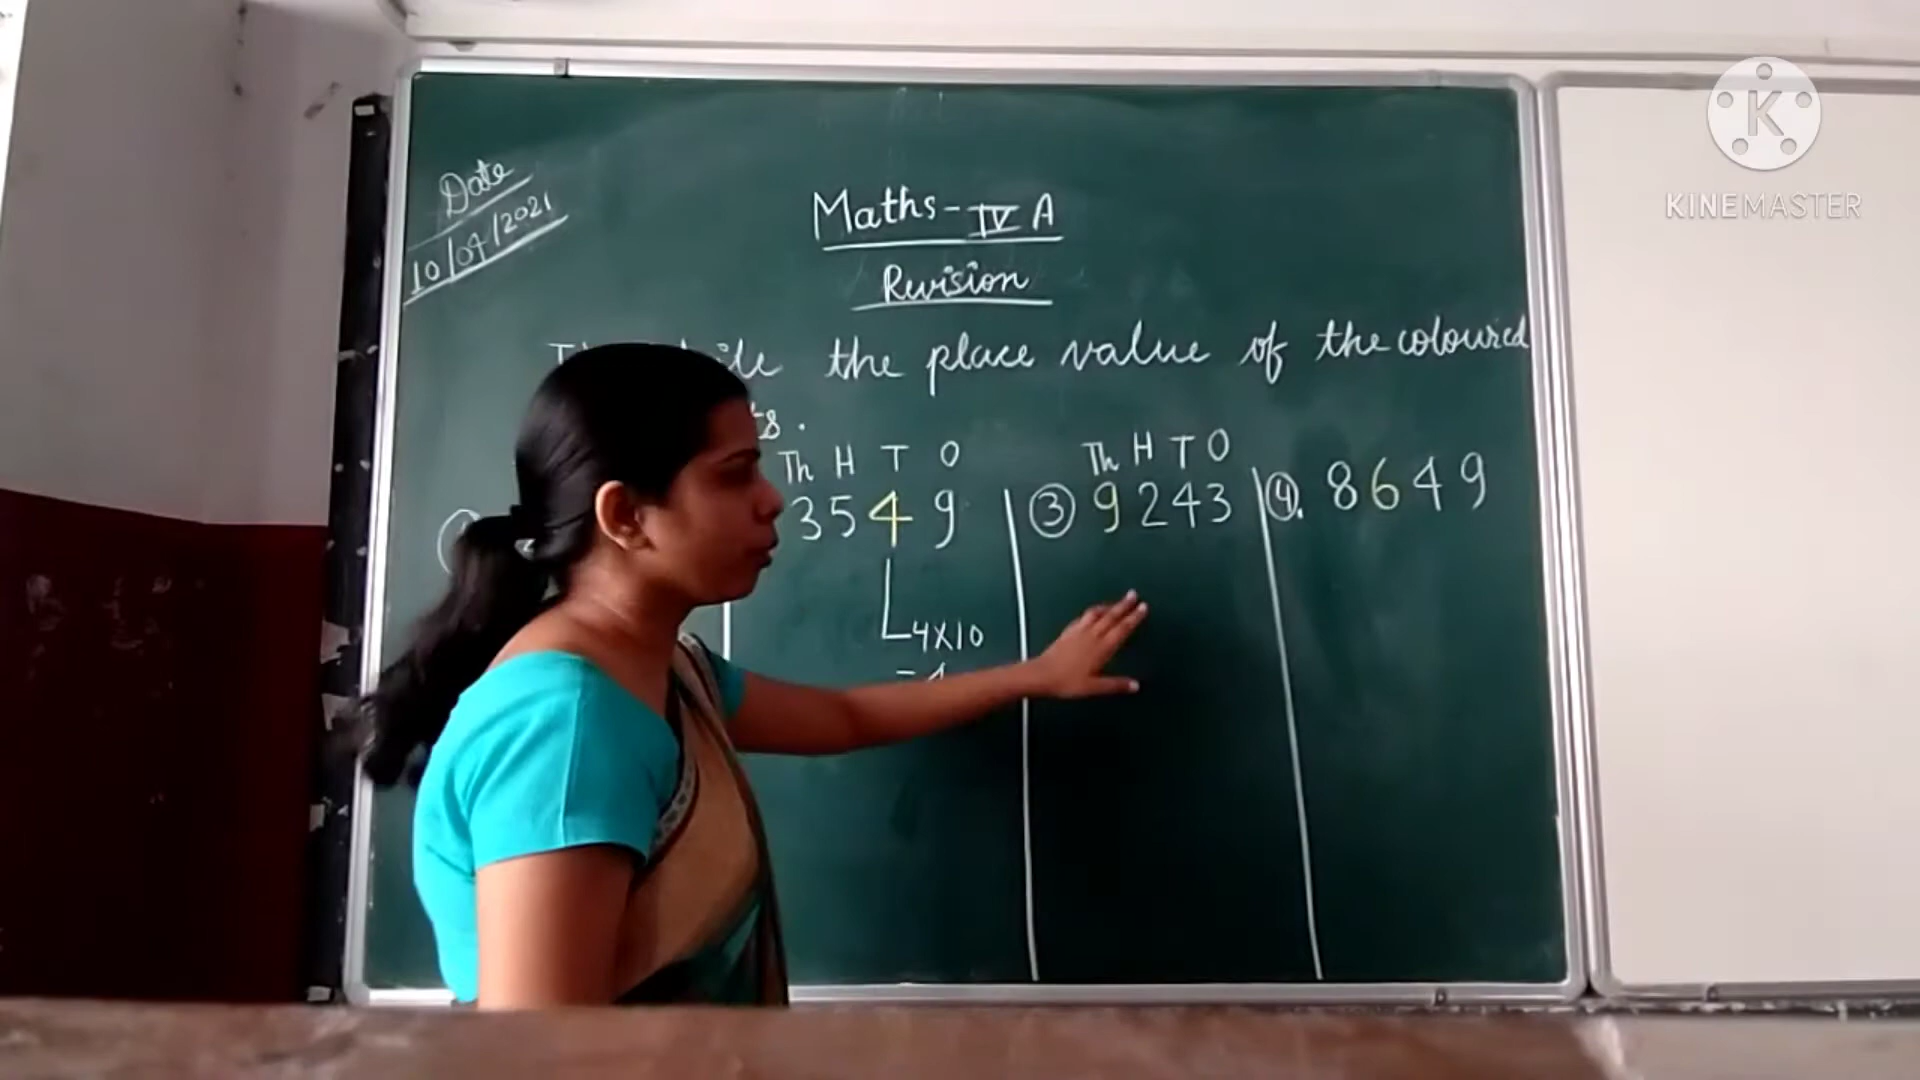 Date
10/09/2021
Maths - IV A
Revision
the place value of the coloured
Th H T O
3549
4X10
=
Th H T O
③ 9243
④. 8649
K
KINEMASTER